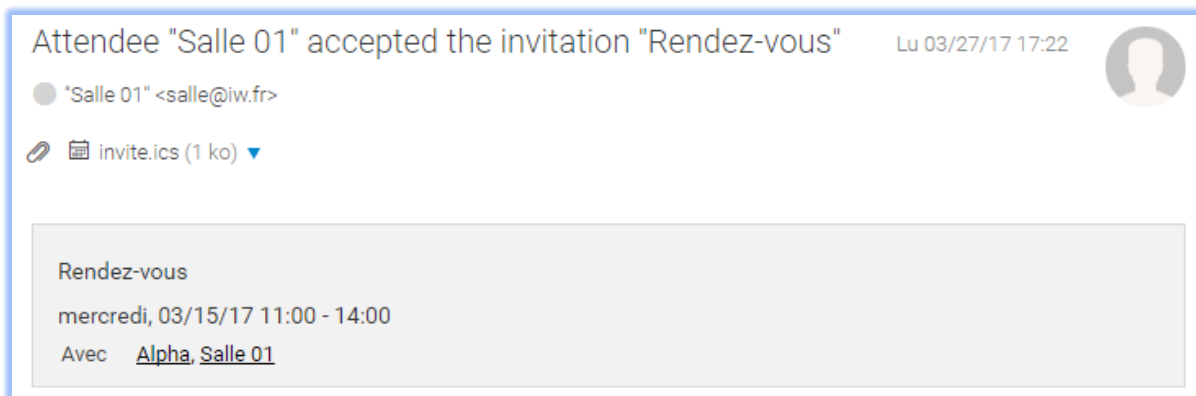 Attendee "Salle 01" accepted the invitation "Rendez-vous" Lu 03/27/17 17:22
"Salle 01" <salle@iw.fr>
invite.ics (1 ko)
Rendez-vous
mercredi, 03/15/17 11:00 - 14:00
Avec Alpha, Salle 01